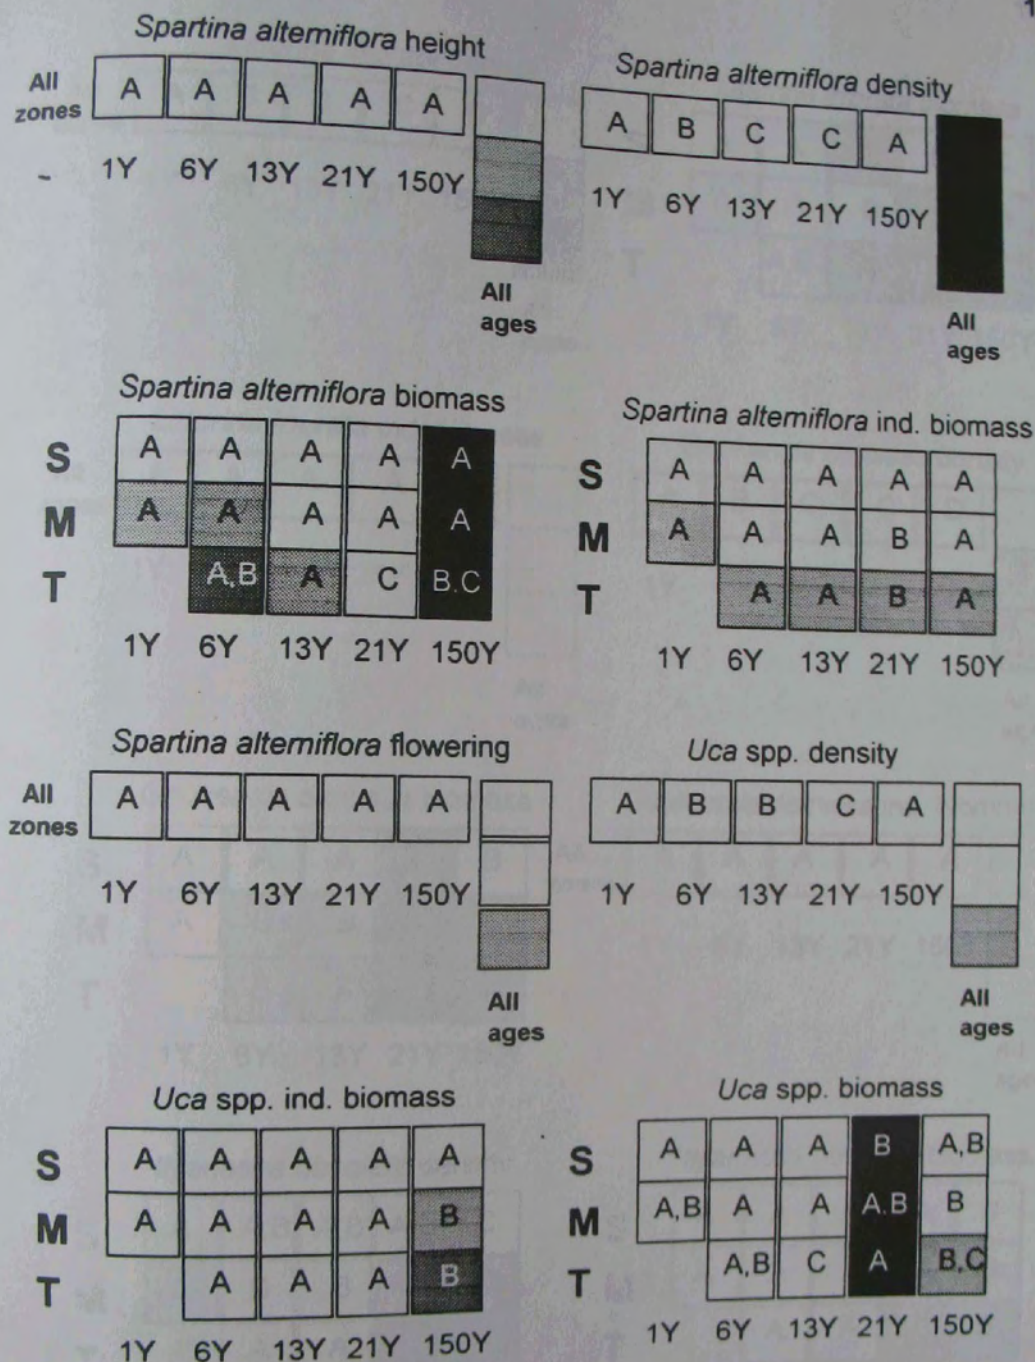 1
Spartina alterniflora height
All zones A A A A A
- 1Y 6Y 13Y 21Y 150Y
All
ages
Spartina alterniflora density
A B C C A
1Y 6Y 13Y 21Y 150Y
All
ages
Spartina alterniflora biomass
S A A A A A
M A A A A A
T A,B A C B.C
1Y 6Y 13Y 21Y 150Y
Spartina alterniflora ind. biomass
S A A A A A
M A A A B A
T A A B A
1Y 6Y 13Y 21Y 150Y
Spartina alterniflora flowering
All zones A A A A A
1Y 6Y 13Y 21Y 150Y
All
ages
Uca spp. density
A B B C A
1Y 6Y 13Y 21Y 150Y
All
ages
Uca spp. ind. biomass
S A A A A A
M A A A A B
T A A A B
1Y 6Y 13Y 21Y 150Y
Uca spp. biomass
S A A A B A,B
M A,B A A A.B B
T A,B C A B,C
1Y 6Y 13Y 21Y 150Y